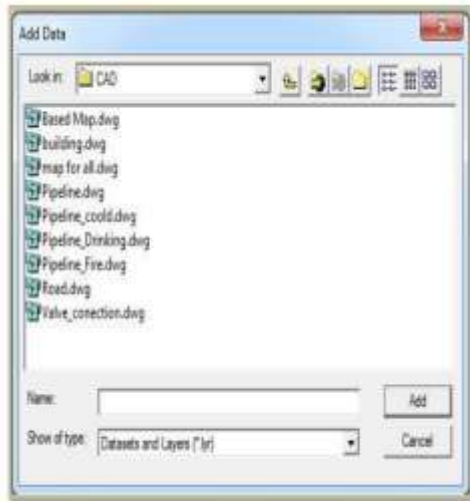 Add Data
Look in: CAD
Based Map.dwg
building.dwg
map for all.dwg
Pipeline.dwg
Pipeline_coold.dwg
Pipeline_Drinking.dwg
Pipeline_Fire.dwg
Road.dwg
Valve_conection.dwg
Name: Add
Show of type: Datasets and Layers (*.lyr) Cancel